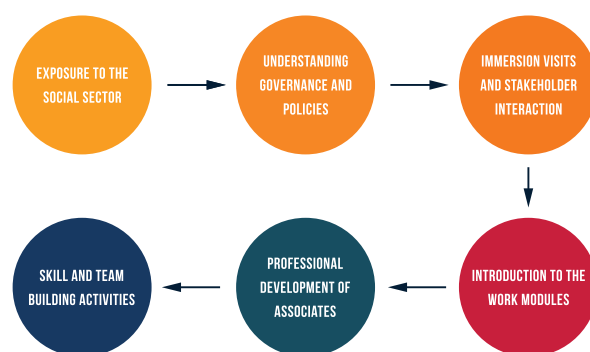 EXPOSURE TO THE
SOCIAL SECTOR
UNDERSTANDING
GOVERNANCE AND
POLICIES
IMMERSION VISITS
AND STAKEHOLDER
INTERACTION
INTRODUCTION TO THE
WORK MODULES
PROFESSIONAL
DEVELOPMENT OF
ASSOCIATES
SKILL AND TEAM
BUILDING ACTIVITIES